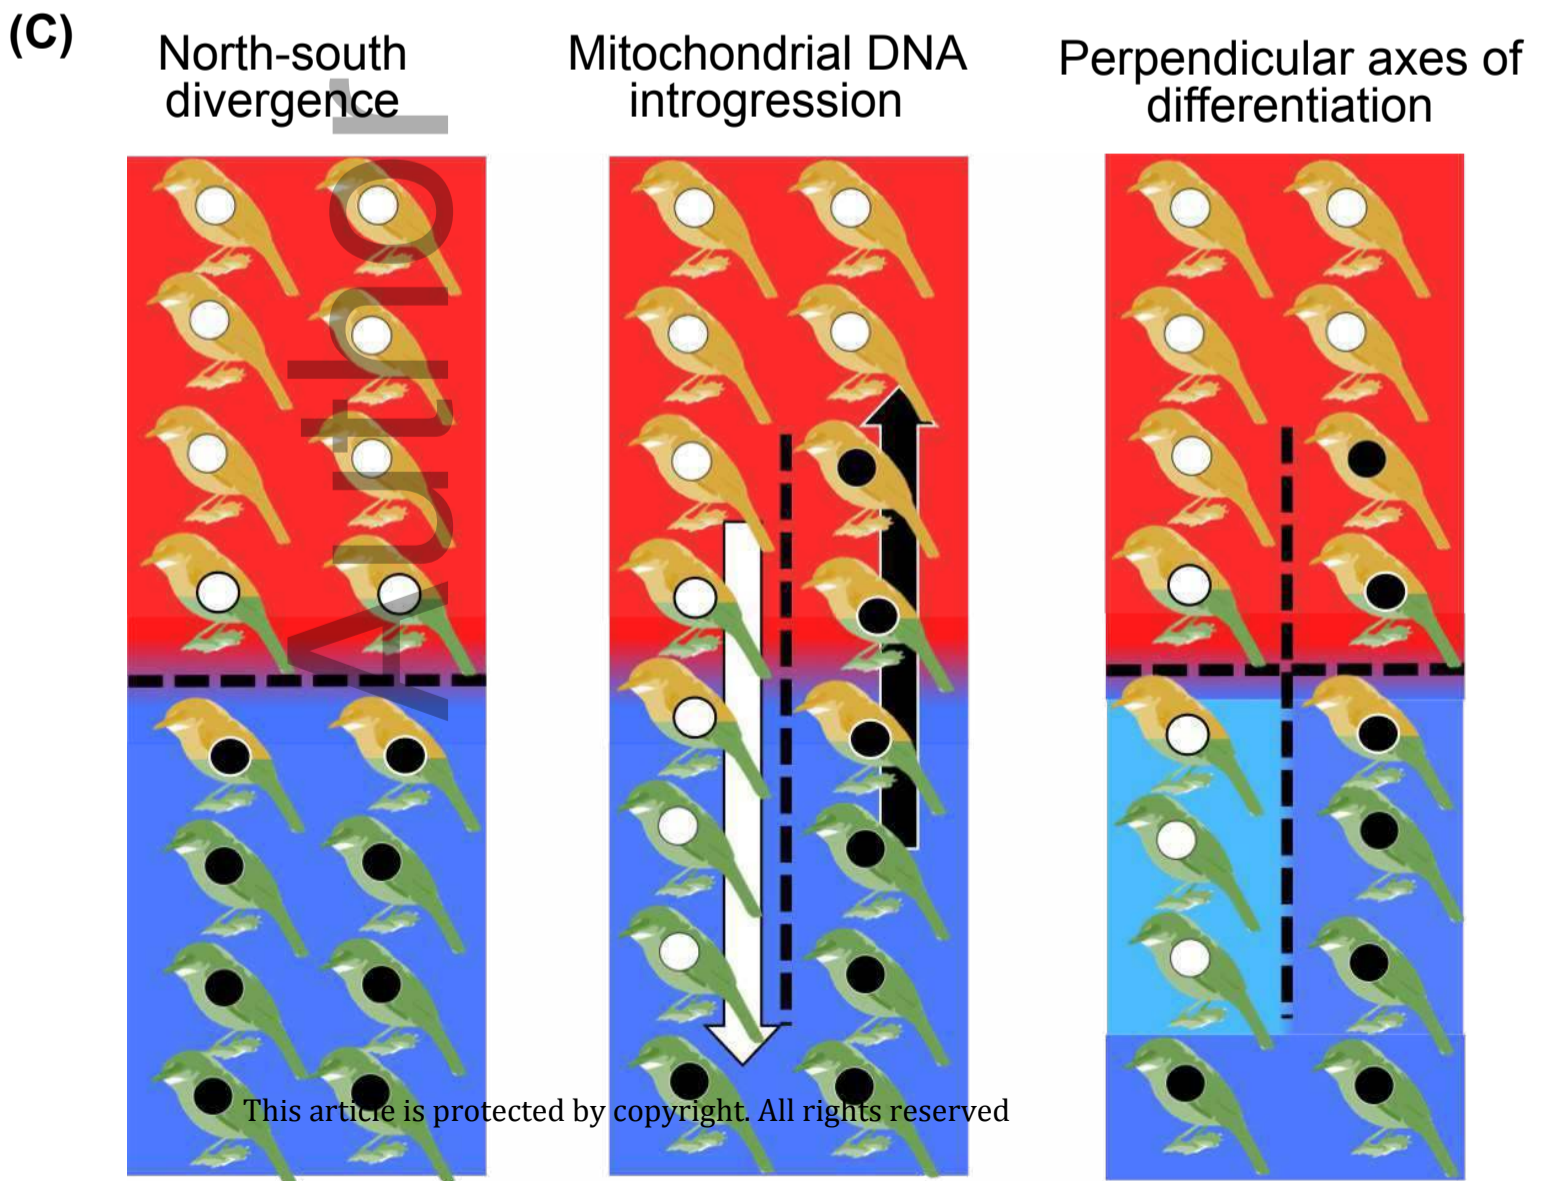 (C)
North-south
divergence
Mitochondrial DNA
introgression
Perpendicular axes of
differentiation
Author
This article is protected by copyright. All rights reserved